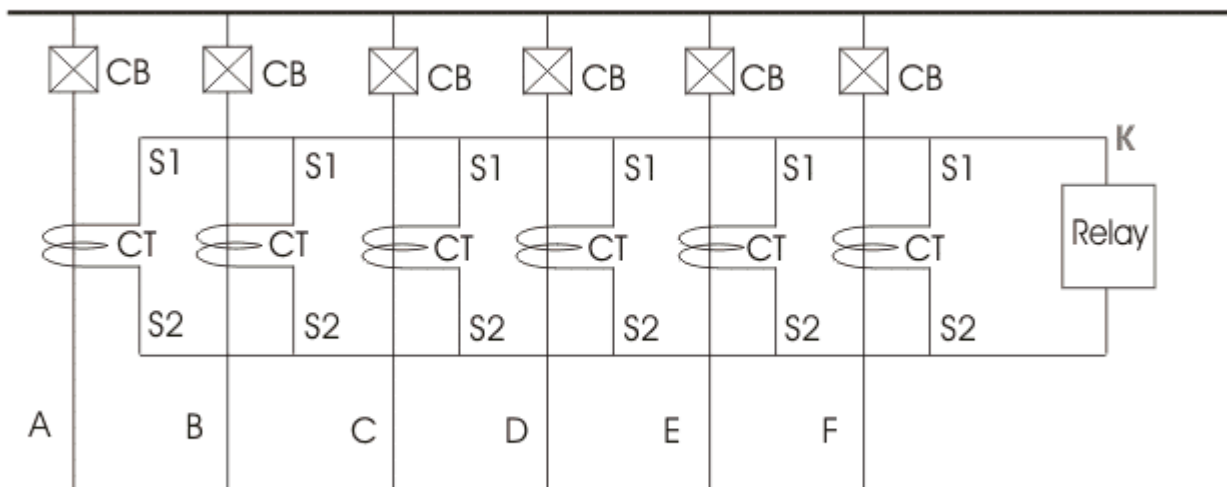 CB CB CB CB CB CB
K
S1 S1 S1 S1 S1 S1
CT CT CT CT CT CT Relay
S2 S2 S2 S2 S2 S2
A B C D E F